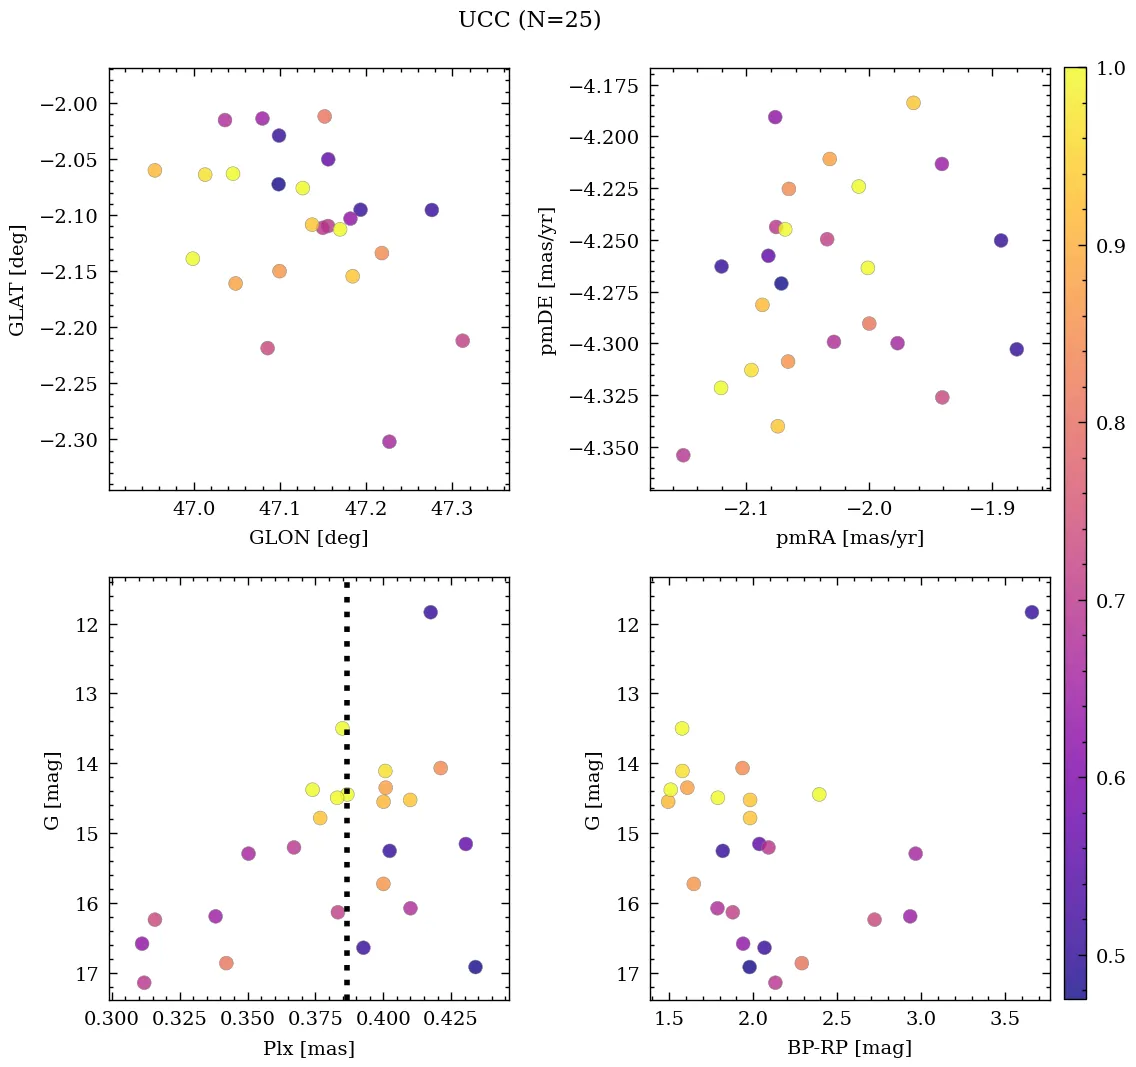 UCC (N=25)
−2.00
−2.05
−2.10
−2.15
−2.20
−2.25
−2.30
GLAT [deg]
47.0 47.1 47.2 47.3
GLON [deg]
−4.175
−4.200
−4.225
−4.250
−4.275
−4.300
−4.325
−4.350
pmDE [mas/yr]
−2.1 −2.0 −1.9
pmRA [mas/yr]
12
13
14
15
16
17
G [mag]
0.300 0.325 0.350 0.375 0.400 0.425
Plx [mas]
12
13
14
15
16
17
G [mag]
1.5 2.0 2.5 3.0 3.5
BP-RP [mag]
1.0
0.9
0.8
0.7
0.6
0.5